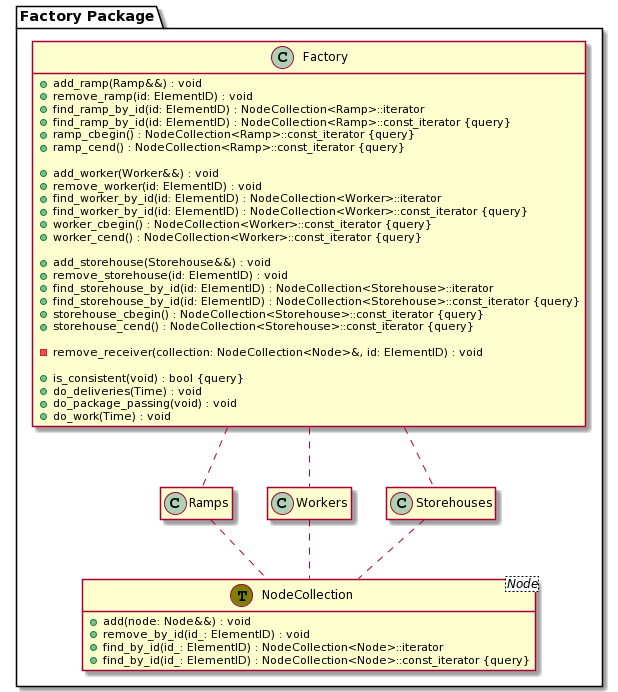 Factory Package
C Factory
add_ramp(Ramp&&) : void
remove_ramp(id: ElementID) : void
find_ramp_by_id(id: ElementID) : NodeCollection<Ramp>::iterator
find_ramp_by_id(id: ElementID) : NodeCollection<Ramp>::const_iterator {query}
ramp_cbegin() : NodeCollection<Ramp>::const_iterator {query}
ramp_cend() : NodeCollection<Ramp>::const_iterator {query}
add_worker(Worker&&) : void
remove_worker(id: ElementID) : void
find_worker_by_id(id: ElementID) : NodeCollection<Worker>::iterator
find_worker_by_id(id: ElementID) : NodeCollection<Worker>::const_iterator {query}
worker_cbegin() : NodeCollection<Worker>::const_iterator {query}
worker_cend() : NodeCollection<Worker>::const_iterator {query}
add_storehouse(Storehouse&&) : void
remove_storehouse(id: ElementID) : void
find_storehouse_by_id(id: ElementID) : NodeCollection<Storehouse>::iterator
find_storehouse_by_id(id: ElementID) : NodeCollection<Storehouse>::const_iterator {query}
storehouse_cbegin() : NodeCollection<Storehouse>::const_iterator {query}
storehouse_cend() : NodeCollection<Storehouse>::const_iterator {query}
remove_receiver(collection: NodeCollection<Node>&, id: ElementID) : void
is_consistent(void) : bool {query}
do_deliveries(Time) : void
do_package_passing(void) : void
do_work(Time) : void
C Ramps
C Workers
C Storehouses
Node
T NodeCollection
add(node: Node&&) : void
remove_by_id(id_: ElementID) : void
find_by_id(id_: ElementID) : NodeCollection<Node>::iterator
find_by_id(id_: ElementID) : NodeCollection<Node>::const_iterator {query}